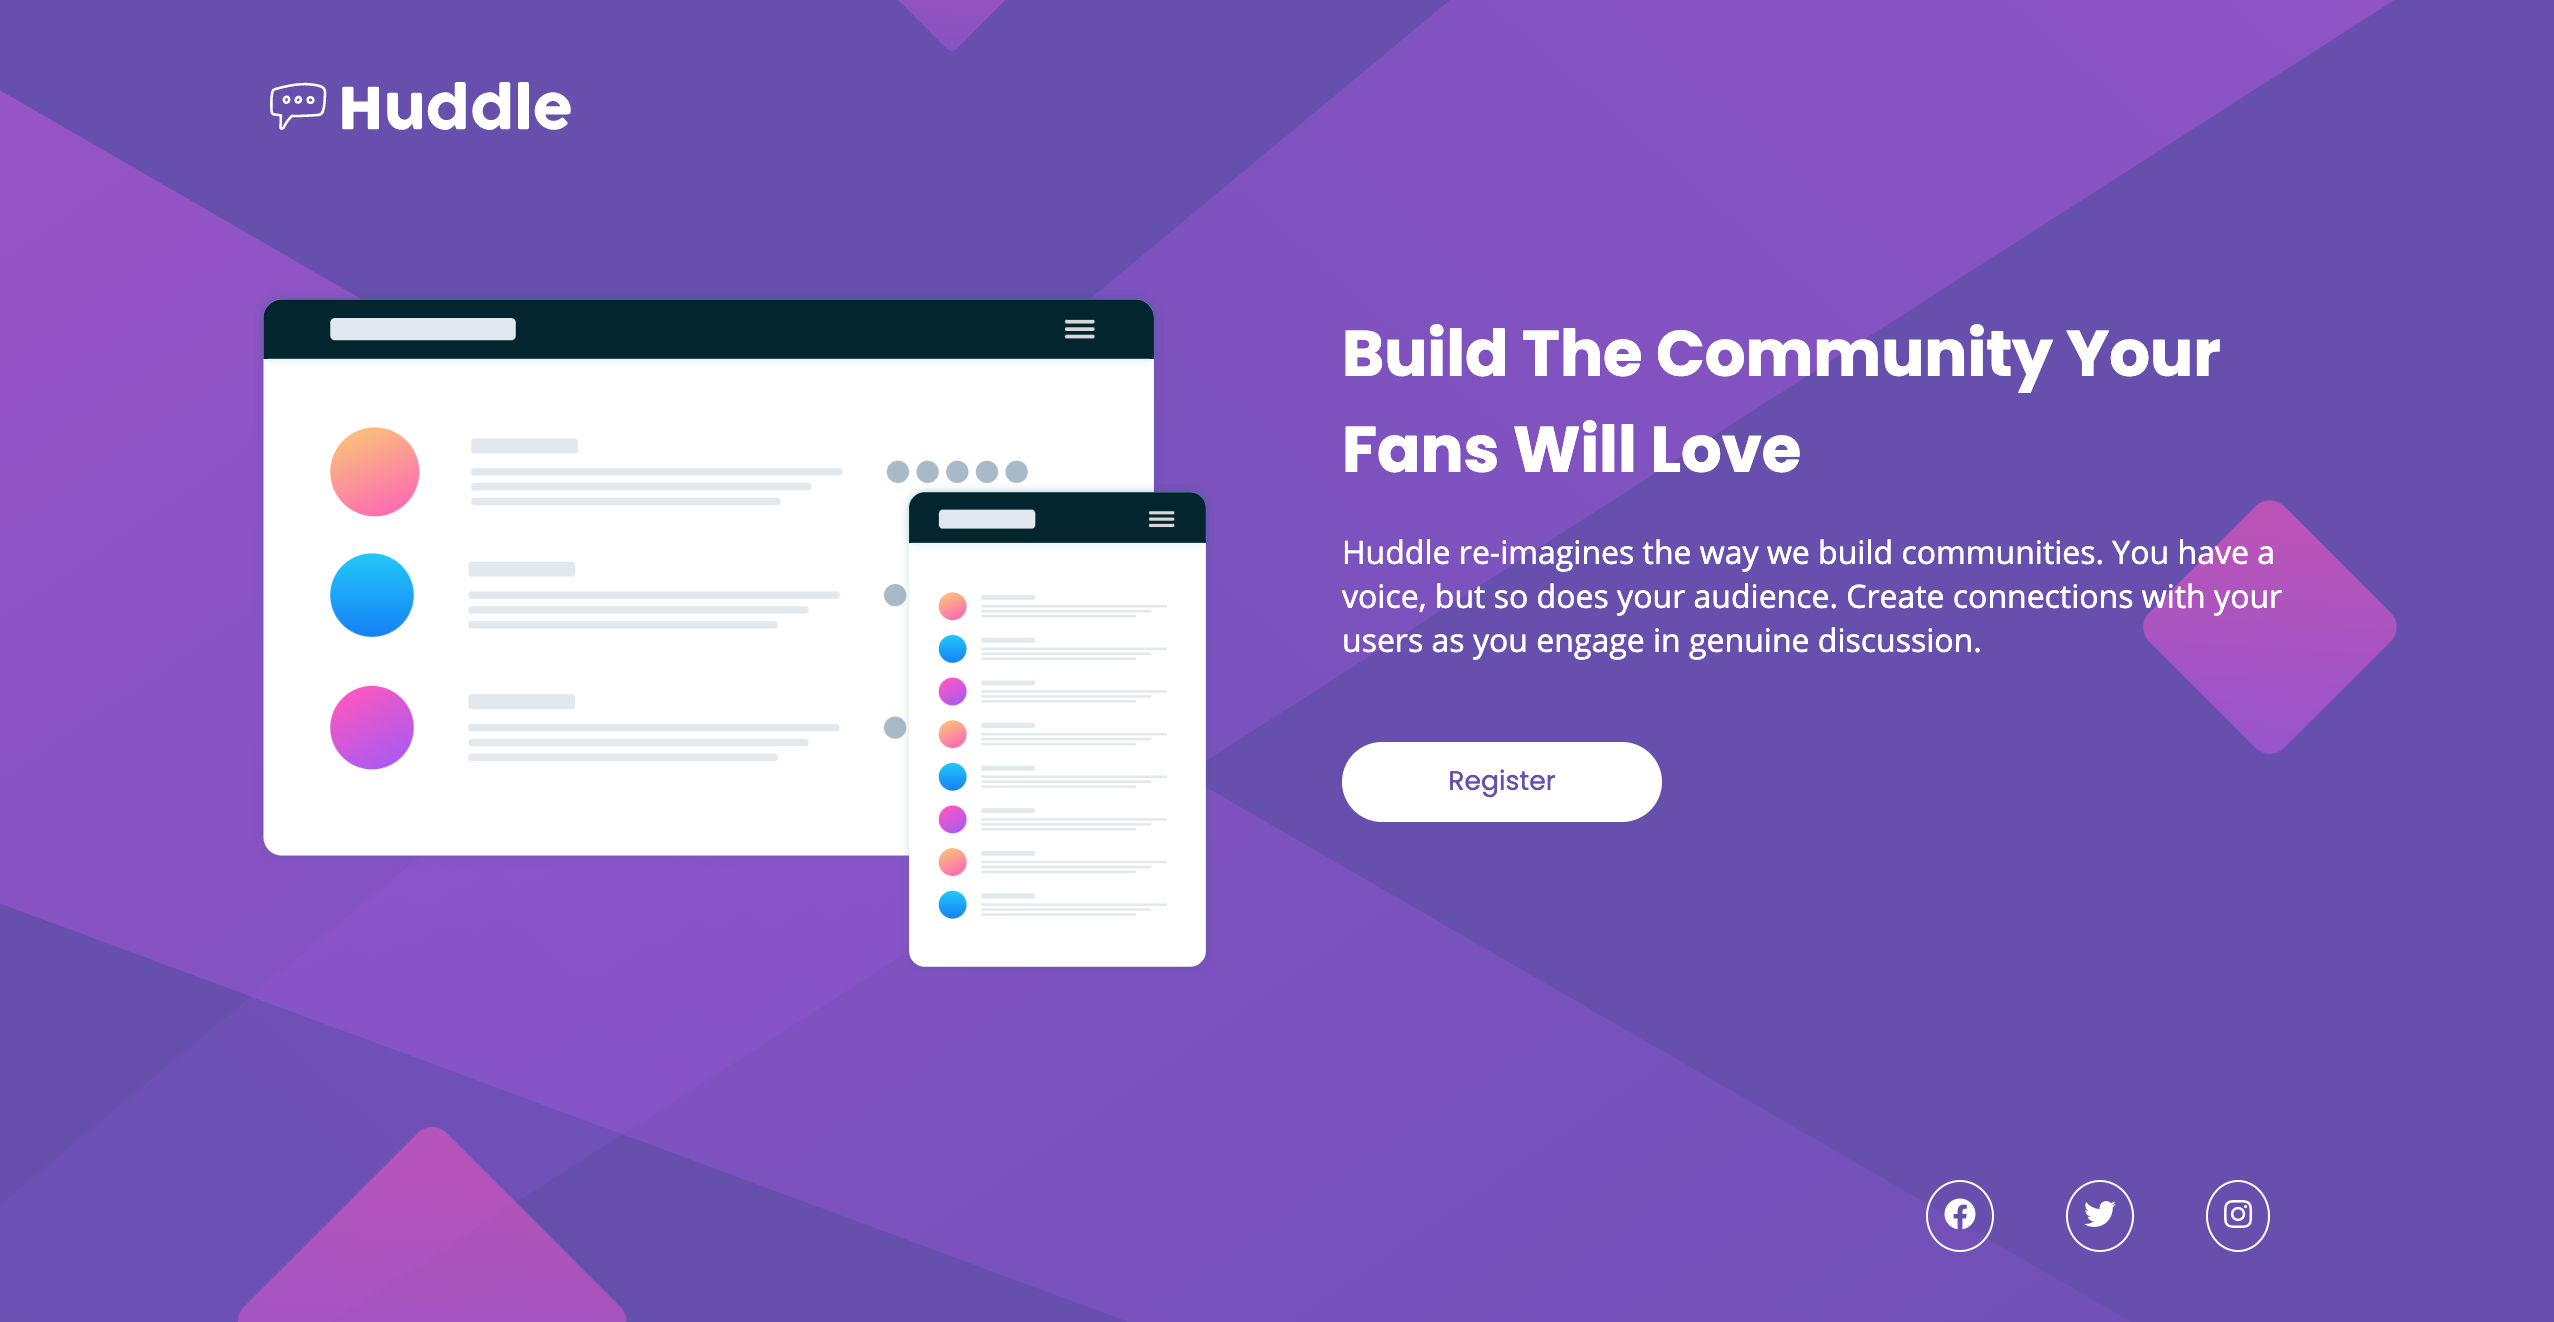 Huddle
Build The Community Your
Fans Will Love
Huddle re-imagines the way we build communities. You have a
voice, but so does your audience. Create connections with your
users as you engage in genuine discussion.
Register